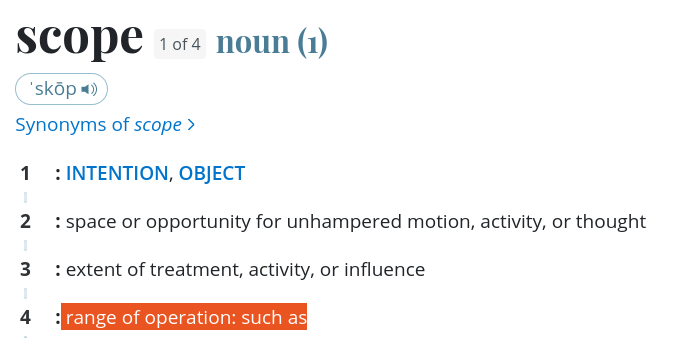 scope 1 of 4 noun (1)
ˈskōp
Synonyms of scope >
1 : INTENTION, OBJECT
2 : space or opportunity for unhampered motion, activity, or thought
3 : extent of treatment, activity, or influence
4 : range of operation: such as